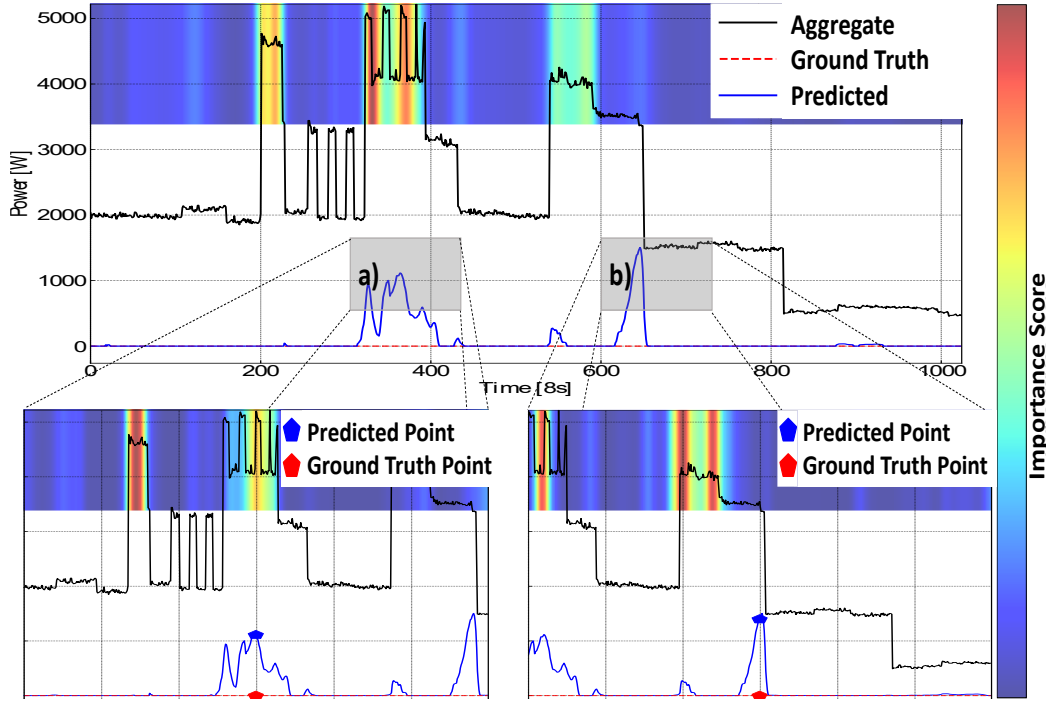 5000
4000
3000
2000
1000
0
Power [W]
Aggregate
Ground Truth
Predicted
a)
b)
0
200
400
600
800
1000
Time [8s]
Predicted Point
Ground Truth Point
Predicted Point
Ground Truth Point
Importance Score